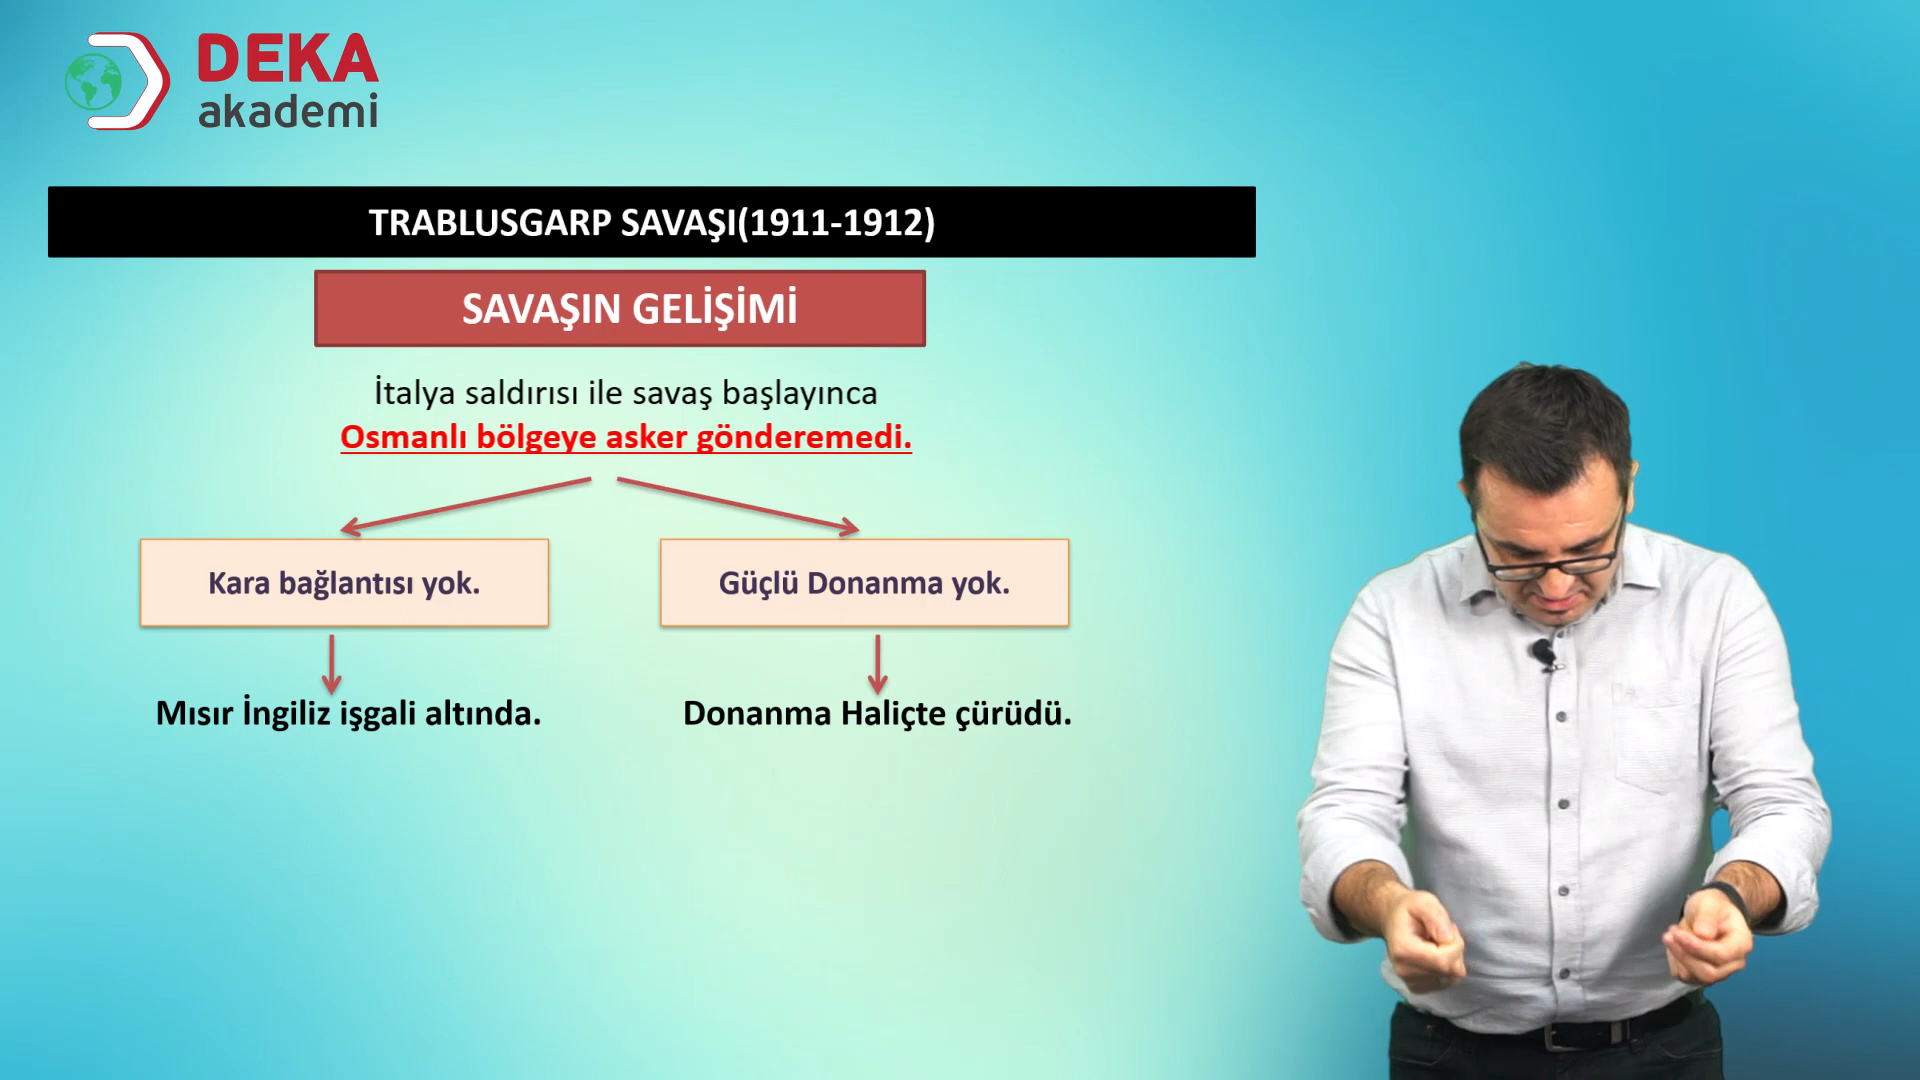 DEKA
akademi
TRABLUSGARP SAVAŞI(1911-1912)
SAVAŞIN GELİŞİMİ
İtalya saldırısı ile savaş başlayınca
Osmanlı bölgeye asker gönderemedi.
Kara bağlantısı yok.
Güçlü Donanma yok.
Mısır İngiliz işgali altında.
Donanma Haliçte çürüdü.